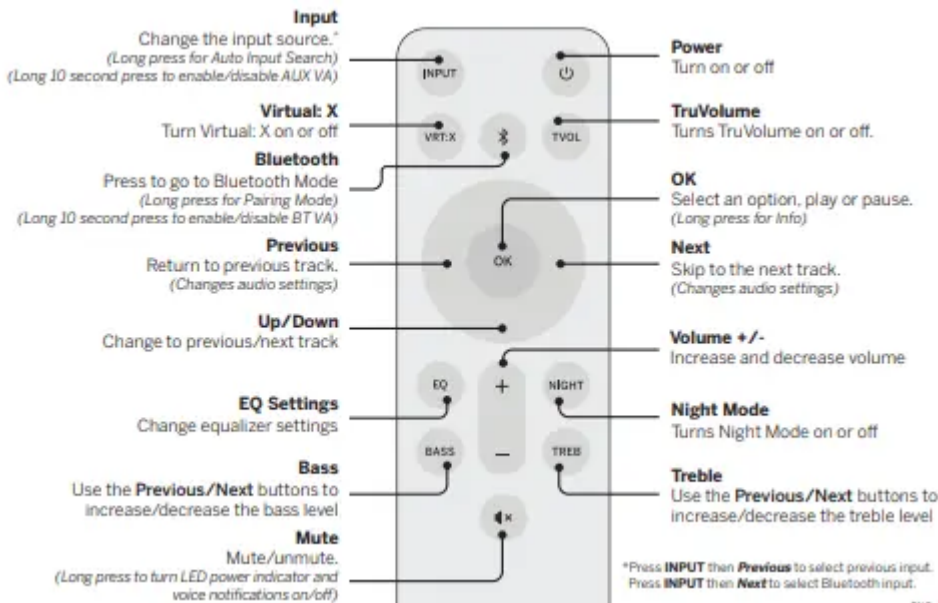 Input
Change the input source.*
(Long press for Auto Input Search)
(Long 10 second press to enable/disable AUX VA)
Virtual: X
Turn Virtual: X on or off
Bluetooth
Press to go to Bluetooth Mode
(Long press for Pairing Mode)
(Long 10 second press to enable/disable BT VA)
Previous
Return to previous track.
(Changes audio settings)
Up/Down
Change to previous/next track
EQ Settings
Change equalizer settings
Bass
Use the Previous/Next buttons to
increase/decrease the bass level
Mute
Mute/unmute.
(Long press to turn LED power indicator and
voice notifications on/off)
INPUT
VRT:X
TVOL
OK
EQ
+
NIGHT
BASS
−
TREB
Power
Turn on or off
TruVolume
Turns TruVolume on or off.
OK
Select an option, play or pause.
(Long press for Info)
Next
Skip to the next track.
(Changes audio settings)
Volume +/-
Increase and decrease volume
Night Mode
Turns Night Mode on or off
Treble
Use the Previous/Next buttons to
increase/decrease the treble level
*Press INPUT then Previous to select previous input.
Press INPUT then Next to select Bluetooth input.